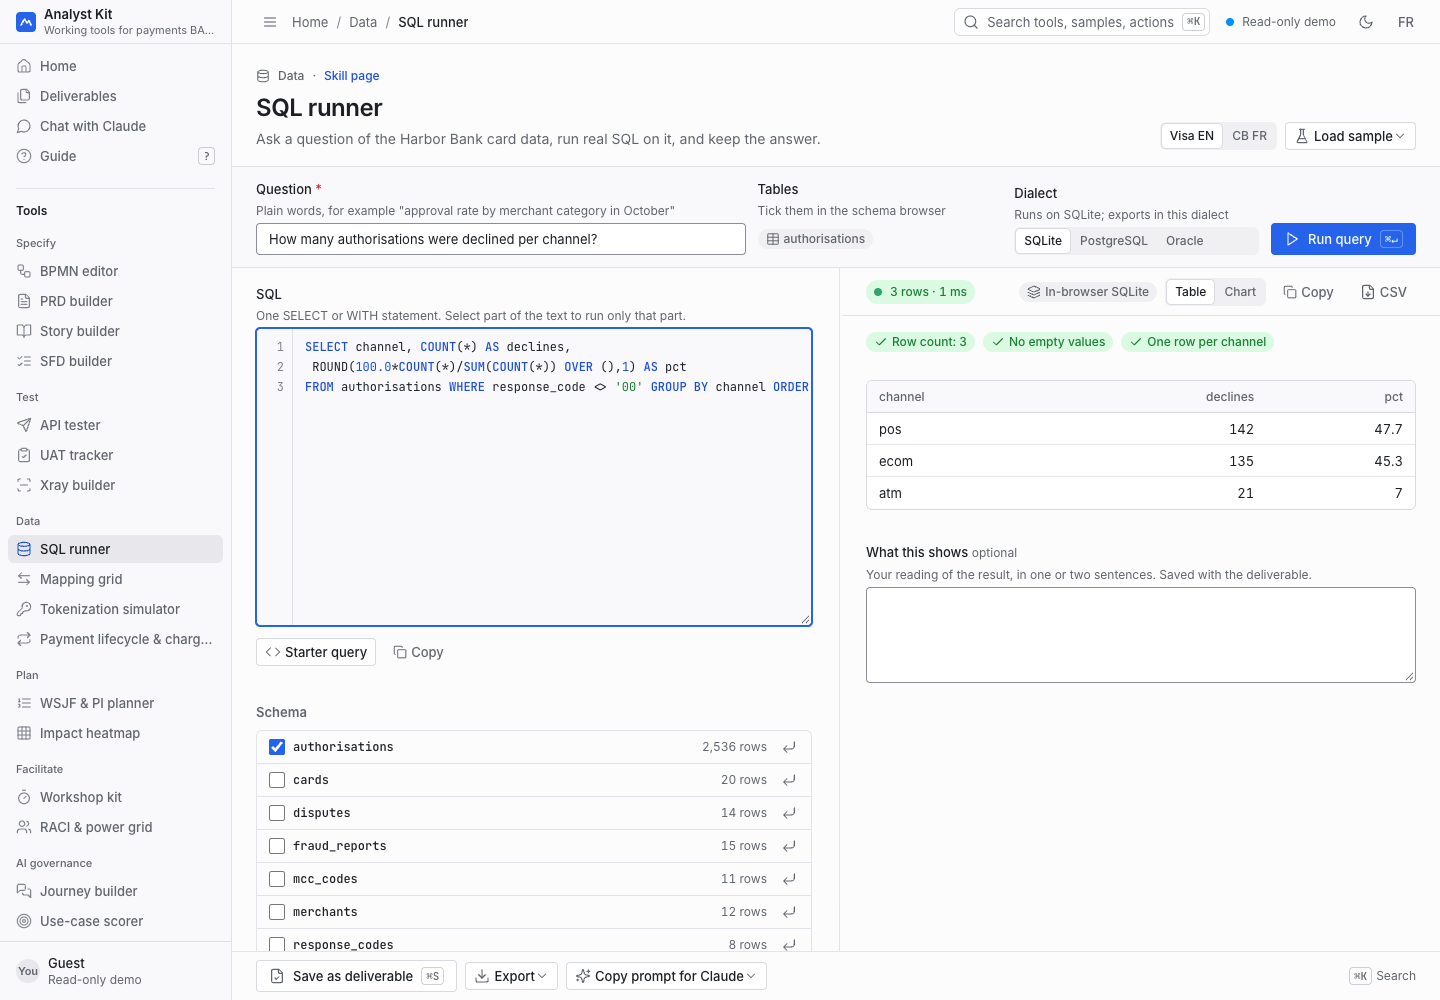 Analyst Kit
Working tools for payments BA...
Home
Deliverables
Chat with Claude
Guide ?
Tools
Specify
BPMN editor
PRD builder
Story builder
SFD builder
Test
API tester
UAT tracker
Xray builder
Data
SQL runner
Mapping grid
Tokenization simulator
Payment lifecycle & charg...
Plan
WSJF & PI planner
Impact heatmap
Facilitate
Workshop kit
RACI & power grid
AI governance
Journey builder
Use-case scorer
You
Guest
Read-only demo
Home / Data / SQL runner
Search tools, samples, actions ⌘K
Read-only demo
FR
Data · Skill page
SQL runner
Ask a question of the Harbor Bank card data, run real SQL on it, and keep the answer.
Visa EN CB FR
Load sample
Question *
Plain words, for example "approval rate by merchant category in October"
How many authorisations were declined per channel?
Tables
Tick them in the schema browser
authorisations
Dialect
Runs on SQLite; exports in this dialect
SQLite PostgreSQL Oracle
Run query ⌘↵
SQL
One SELECT or WITH statement. Select part of the text to run only that part.
1 SELECT channel, COUNT(*) AS declines,
2 ROUND(100.0*COUNT(*)/SUM(COUNT(*)) OVER (),1) AS pct
3 FROM authorisations WHERE response_code <> '00' GROUP BY channel ORDER
Starter query
Copy
Schema
authorisations 2,536 rows
cards 20 rows
disputes 14 rows
fraud_reports 15 rows
mcc_codes 11 rows
merchants 12 rows
response_codes 8 rows
3 rows · 1 ms
In-browser SQLite
Table Chart
Copy
CSV
Row count: 3
No empty values
One row per channel
channel declines pct
pos 142 47.7
ecom 135 45.3
atm 21 7
What this shows optional
Your reading of the result, in one or two sentences. Saved with the deliverable.
Save as deliverable ⌘S
Export
Copy prompt for Claude
⌘K Search